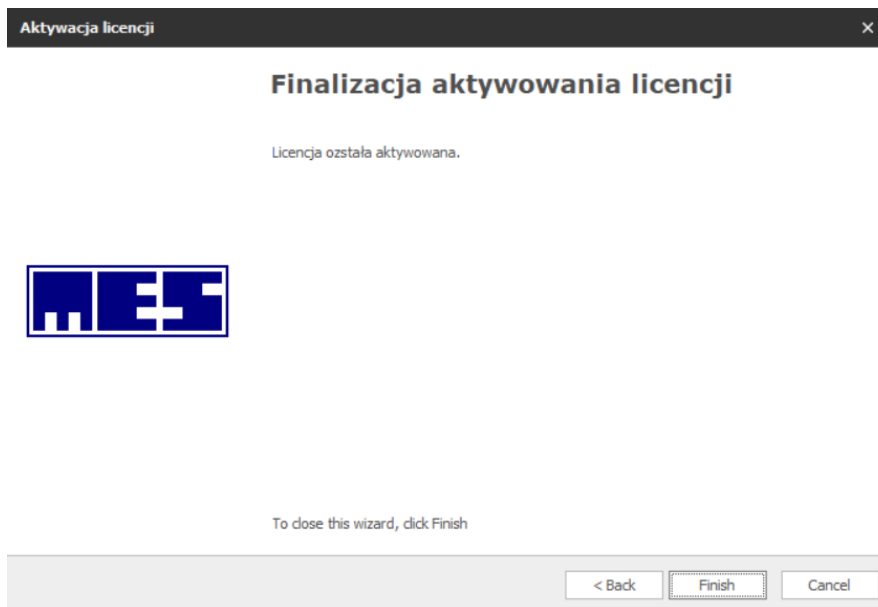 Aktywacja licencji
Finalizacja aktywowania licencji
Licencja ozstała aktywowana.
MES
To close this wizard, click Finish
< Back Finish Cancel